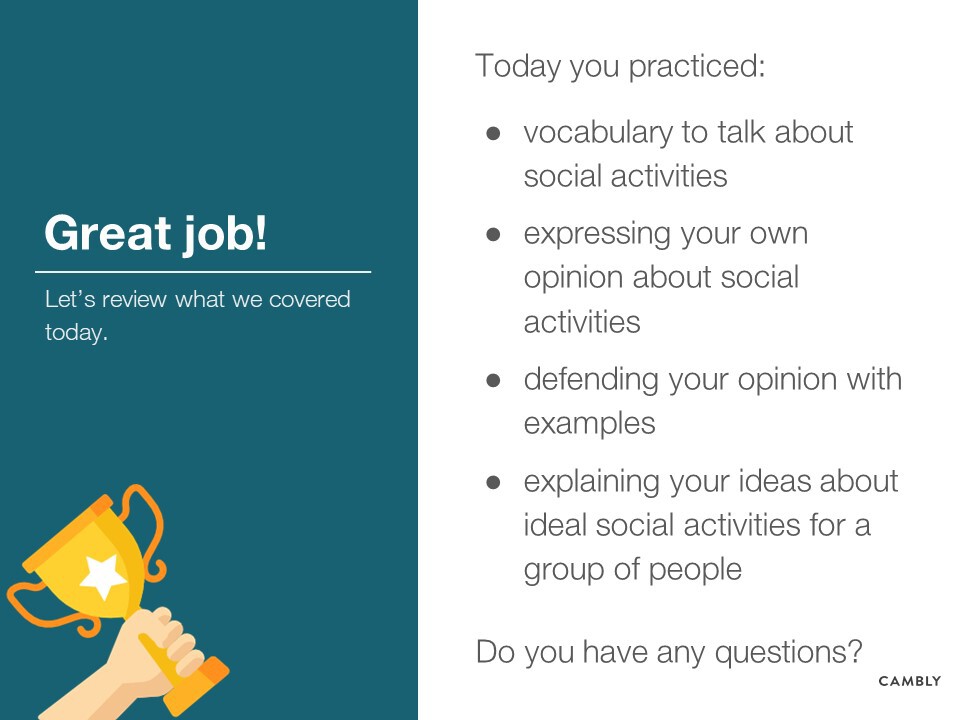 Great job!
Let’s review what we covered
today.
Today you practiced:
● vocabulary to talk about
social activities
● expressing your own
opinion about social
activities
● defending your opinion with
examples
● explaining your ideas about
ideal social activities for a
group of people
Do you have any questions?
CAMBLY